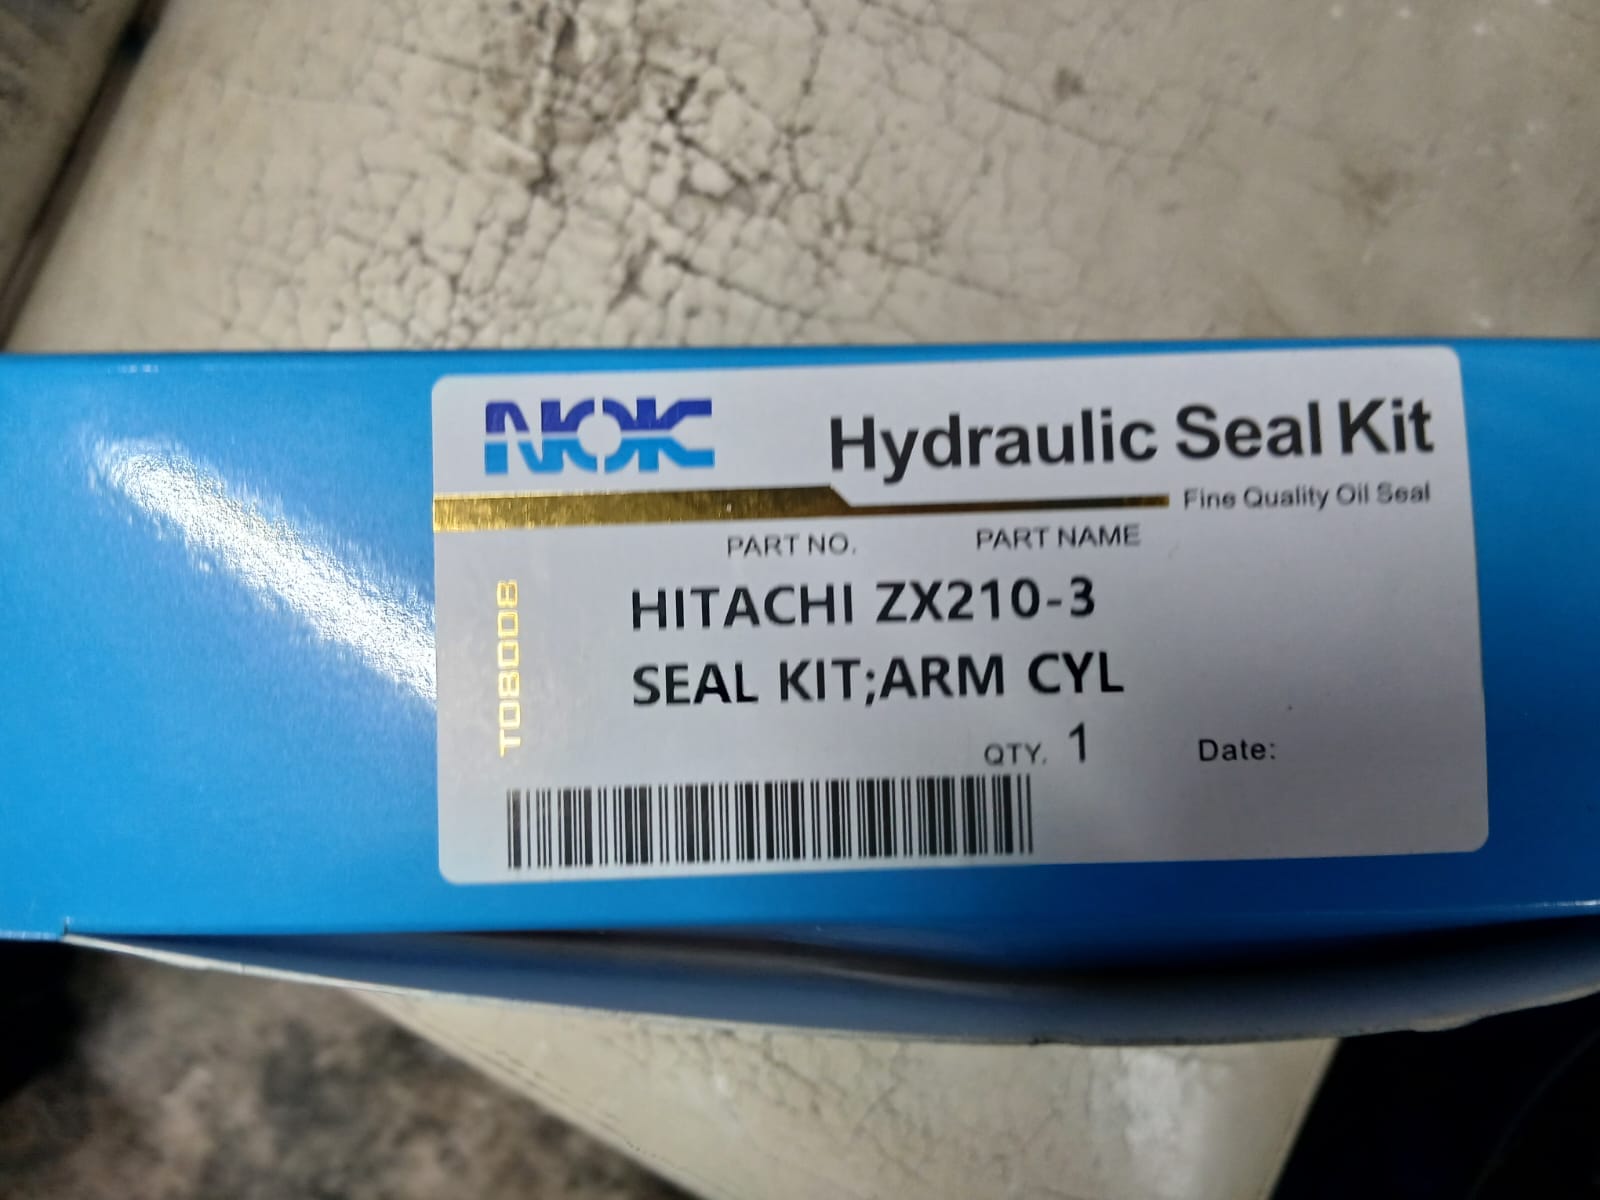 NOK
Hydraulic Seal Kit
Fine Quality Oil Seal
PART NO.
PART NAME
HITACHI ZX210-3
SEAL KIT;ARM CYL
QTY. 1
Date:
T08008